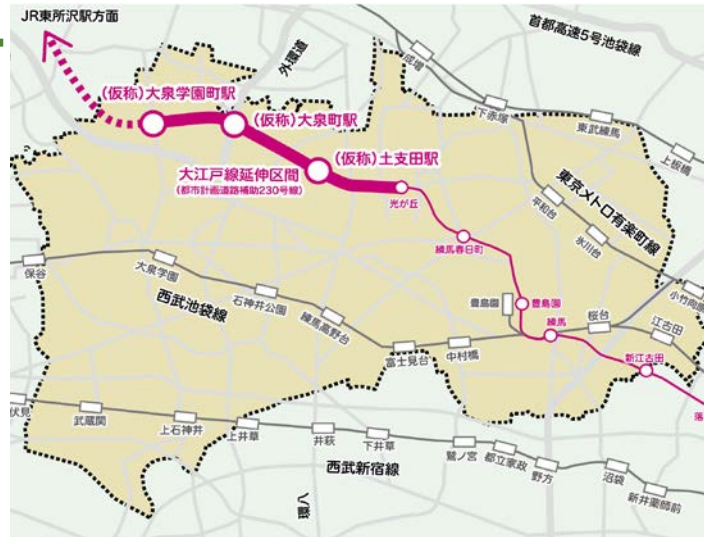 JR東所沢駅方面
首都高速5号池袋線
外環道
成増
(仮称)大泉学園町駅
(仮称)大泉町駅
下赤塚
東武練馬
上板橋
(仮称)土支田駅
大江戸線延伸区間
(都市計画道路補助230号線)
光が丘
東京メトロ有楽町線
平和台
氷川台
練馬春日町
保谷
大泉学園
小竹向原
石神井公園
西武池袋線
豊島園
豊島園
練馬高野台
練馬
桜台
江古田
富士見台
中村橋
新江古田
落
伏見
武蔵関
上石神井
上井草
井荻
下井草
鷺ノ宮
都立家政
野方
沼袋
新井薬師前
西武新宿線
環八